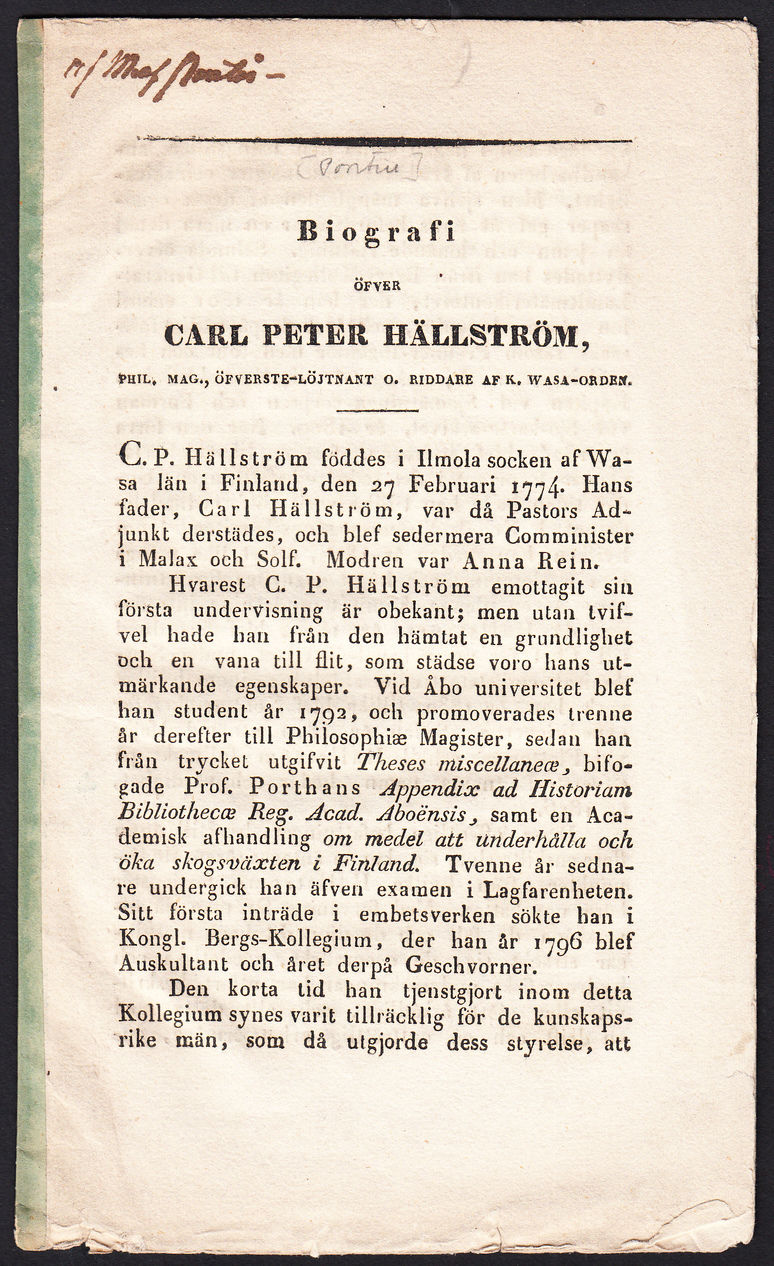 af
[Pontin]
Biografi
ÖFVER
CARL PETER HÄLLSTRÖM,
PHIL. MAG., ÖFVERSTE-LÖJTNANT O. RIDDARE AF K. WASA-ORDEN.
C. P. Hällström föddes i Ilmola socken af Wa-
sa län i Finland, den 27 Februari 1774. Hans
fader, Carl Hällström, var då Pastors Ad-
junkt derstädes, och blef sedermera Comminister
i Malax och Solf. Modren var Anna Rein.
Hvarest C. P. Hällström emottagit sin
första undervisning är obekant; men utan tvif-
vel hade han från den hämtat en grundlighet
och en vana till flit, som städse voro hans ut-
märkande egenskaper. Vid Åbo universitet blef
han student år 1792, och promoverades trenne
år derefter till Philosophiæ Magister, sedan han
från trycket utgifvit Theses miscellaneæ, bifo-
gade Prof. Porthans Appendix ad Historiam
Bibliothecæ Reg. Acad. Aboënsis, samt en Aca-
demisk afhandling om medel att underhålla och
öka skogsväxten i Finland. Tvenne år sedna-
re undergick han äfven examen i Lagfarenheten.
Sitt första inträde i embetsverken sökte han i
Kongl. Bergs-Kollegium, der han år 1796 blef
Auskultant och året derpå Geschvorner.
Den korta tid han tjenstgjort inom detta
Kollegium synes varit tillräcklig för de kunskaps-
rike män, som då utgjorde dess styrelse, att